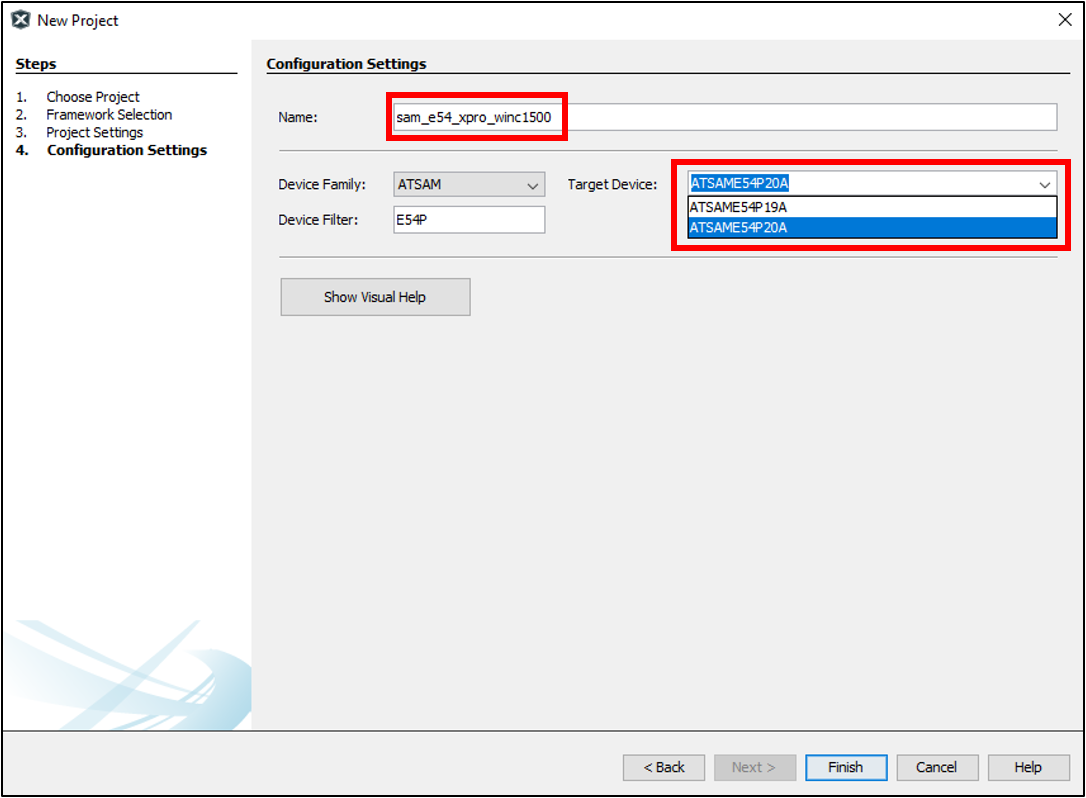 New Project
Steps
1. Choose Project
2. Framework Selection
3. Project Settings
4. Configuration Settings
Configuration Settings
Name: sam_e54_xpro_winc1500
Device Family: ATSAM Target Device: ATSAME54P20A
ATSAME54P19A
Device Filter: E54P ATSAME54P20A
Show Visual Help
< Back Next > Finish Cancel Help